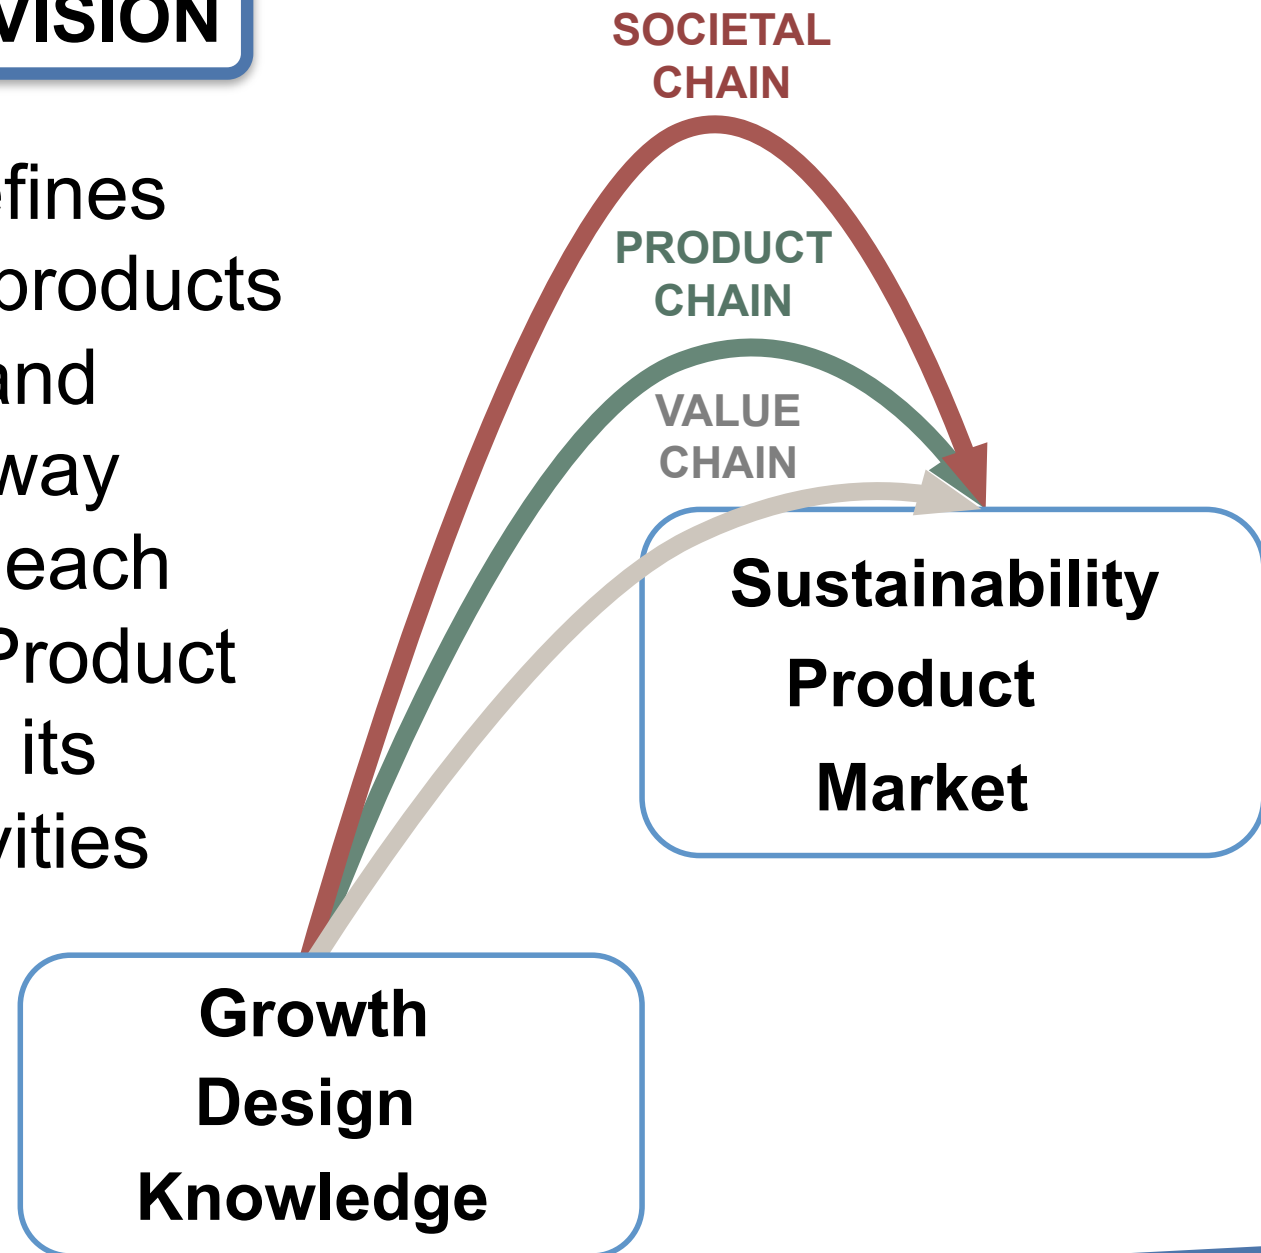 VISION
efines
products
and
way
each
Product
its
vities
SOCIETAL
CHAIN
PRODUCT
CHAIN
VALUE
CHAIN
Sustainability
Product
Market
Growth
Design
Knowledge